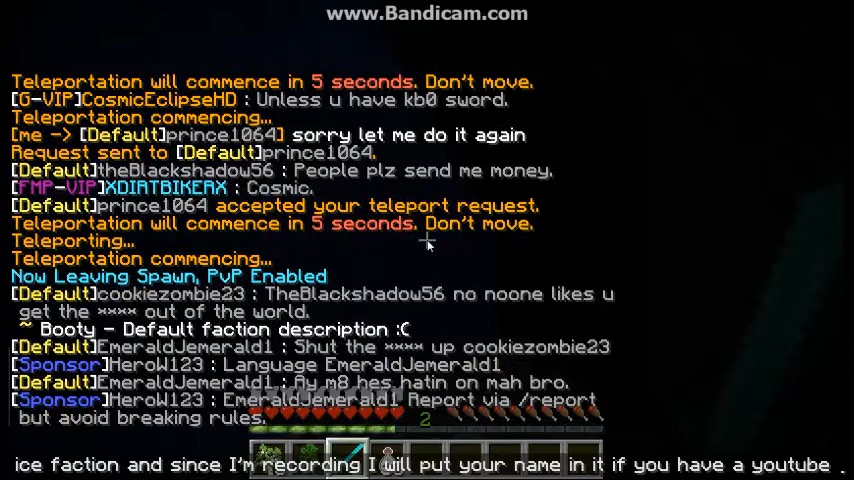 www.Bandicam.com
Teleportation will commence in 5 seconds. Don't move.
[G-VIP]CosmicEclipseHD : Unless u have kb0 sword.
Teleportation commencing...
[me -> [Default]prince1064] sorry let me do it again
Request sent to [Default]prince1064.
[Default]theBlackshadow56 : People plz send me money.
[FMP-VIP]XDIRTBIKERX : Cosmic.
[Default]prince1064 accepted your teleport request.
Teleportation will commence in 5 seconds. Don't move.
Teleporting...
Teleportation commencing...
Now Leaving Spawn, PvP Enabled
[Default]cookiezombie23 : TheBlackshadow56 no noone likes u
get the **** out of the world.
~ Booty - Default faction description :C
[Default]EmeraldJemerald1 : Shut the **** up cookiezombie23
[Sponsor]HeroW123 : Language EmeraldJemerald1
[Default]EmeraldJemerald1 : Ay m8 hes hatin on mah bro.
[Sponsor]HeroW123 : EmeraldJemerald1 Report via /report
but avoid breaking rules.
2
ice faction and since I'm recording I will put your name in it if you have a youtube .